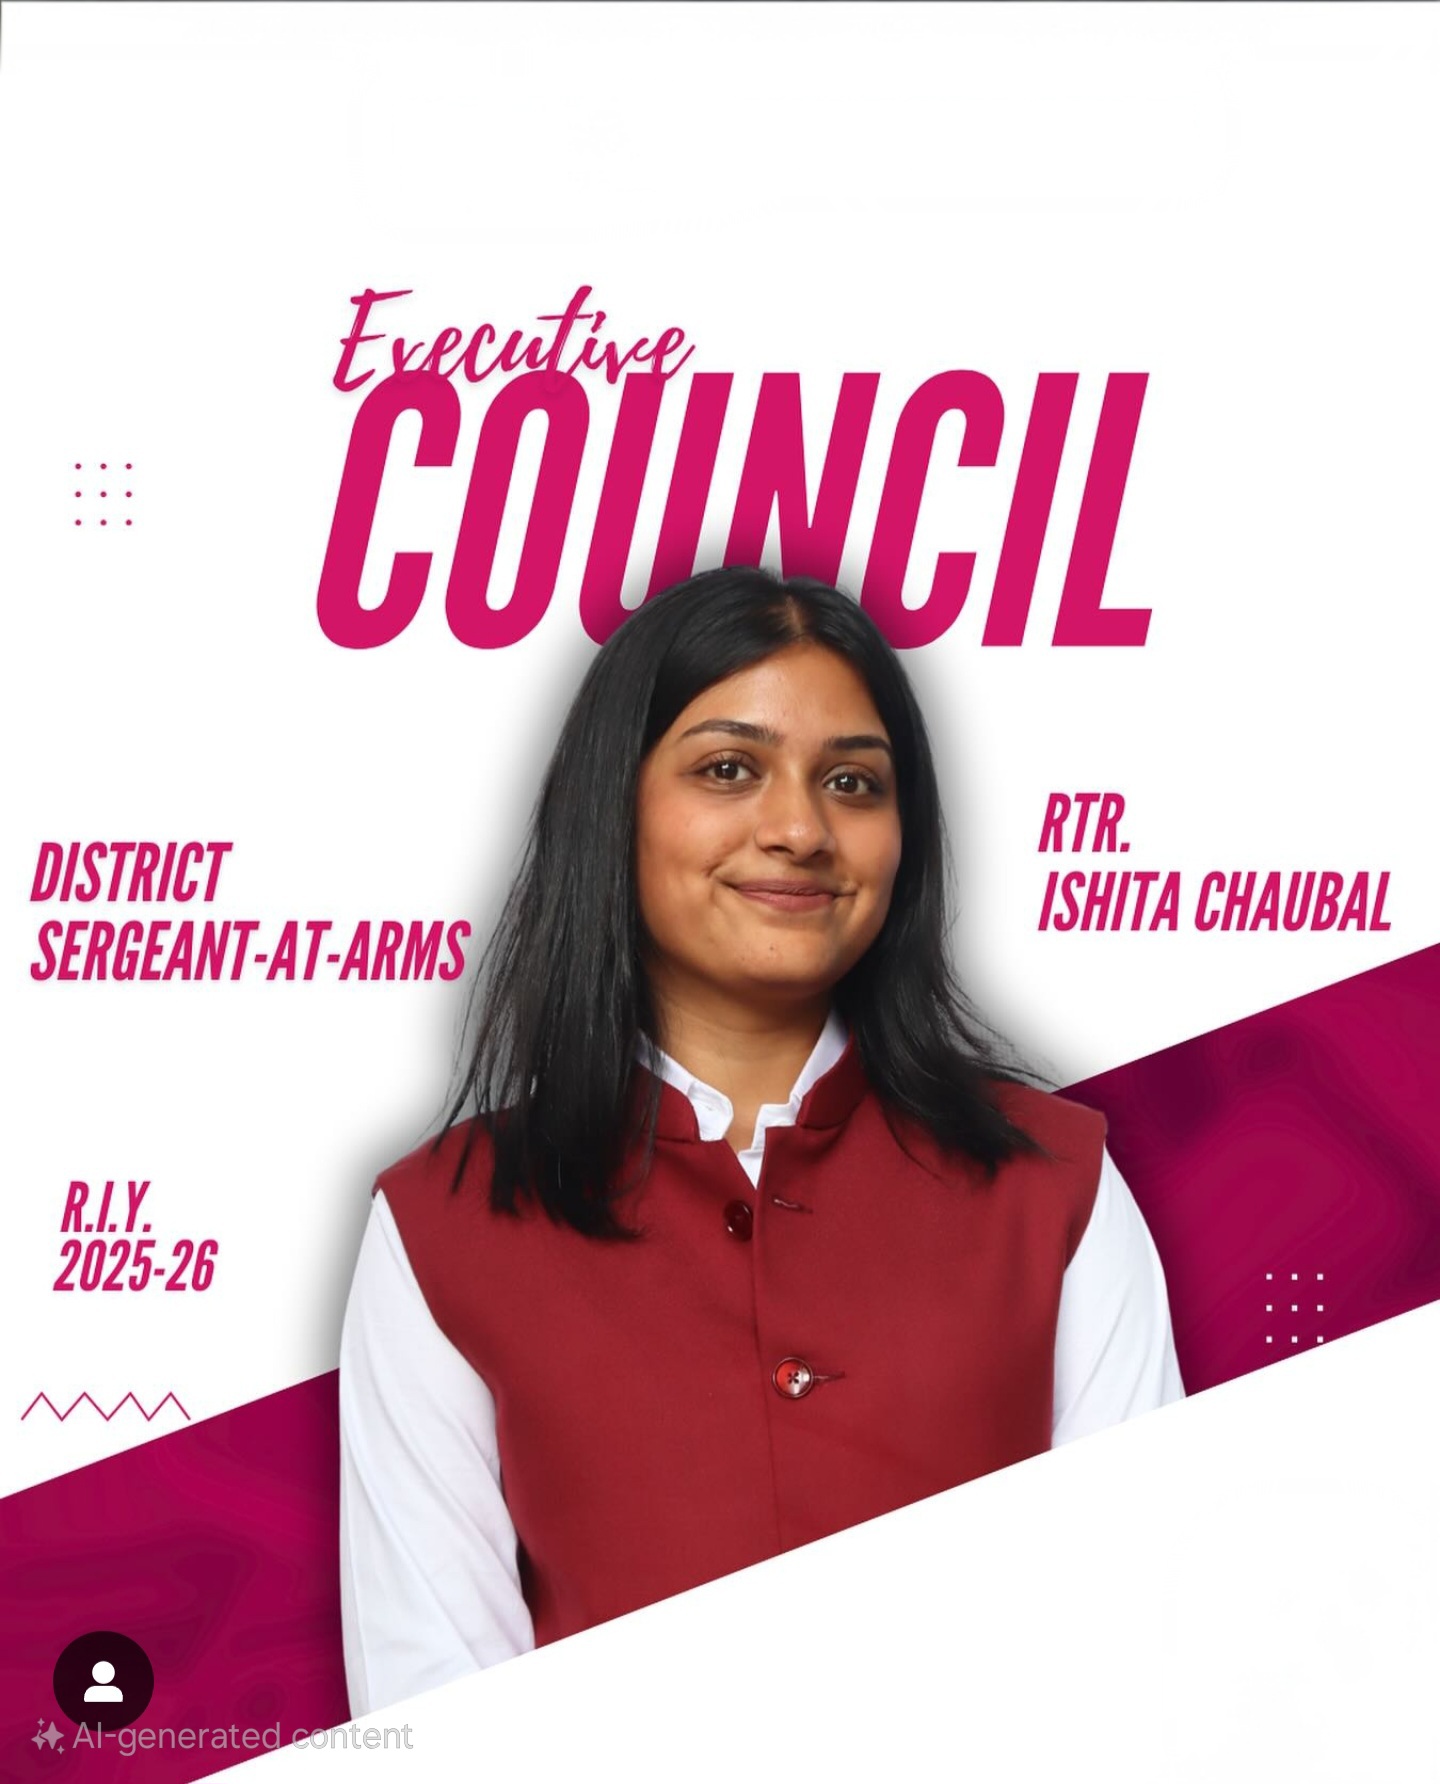 Executive
COUNCIL
RTR.
ISHITA CHAUBAL
DISTRICT
SERGEANT-AT-ARMS
R.I.Y.
2025-26
AI-generated content